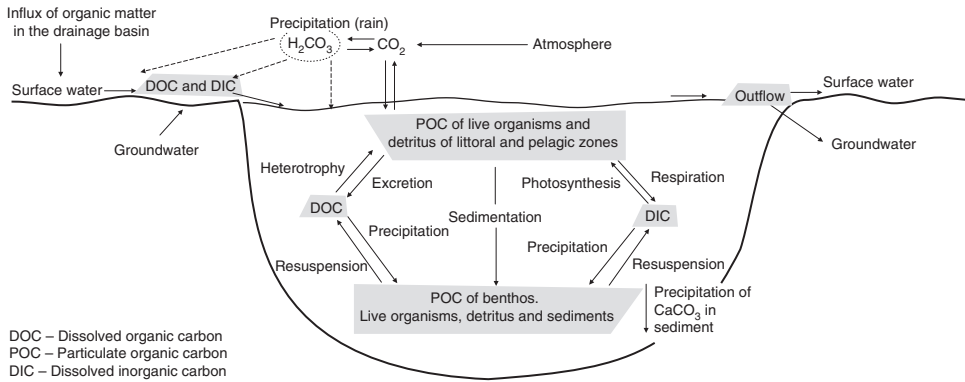 Influx of organic matter
in the drainage basin
Precipitation (rain)
H2CO3
CO2
Atmosphere
Surface water
DOC and DIC
Outflow
Surface water
Groundwater
Groundwater
POC of live organisms and
detritus of littoral and pelagic zones
Heterotrophy
Excretion
Photosynthesis
Respiration
DOC
Sedimentation
DIC
Precipitation
Precipitation
Resuspension
Resuspension
POC of benthos.
Live organisms, detritus and sediments
Precipitation of
CaCO3 in
sediment
DOC – Dissolved organic carbon
POC – Particulate organic carbon
DIC – Dissolved inorganic carbon